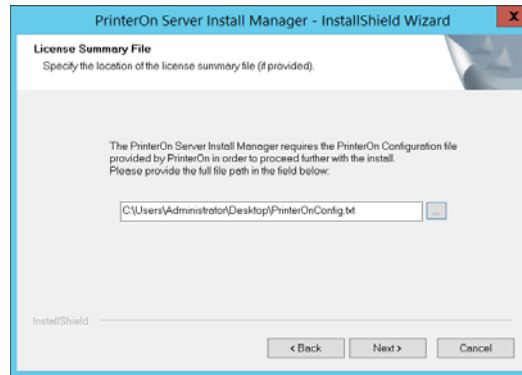 PrinterOn Server Install Manager - InstallShield Wizard
x
License Summary File
Specify the location of the license summary file (if provided).
The PrinterOn Server Install Manager requires the PrinterOn Configuration file
provided by PrinterOn in order to proceed further with the install.
Please provide the full file path in the field below:
C:\Users\Administrator\Desktop\PrinterOnConfig.txt
...
InstallShield
< Back
Next >
Cancel